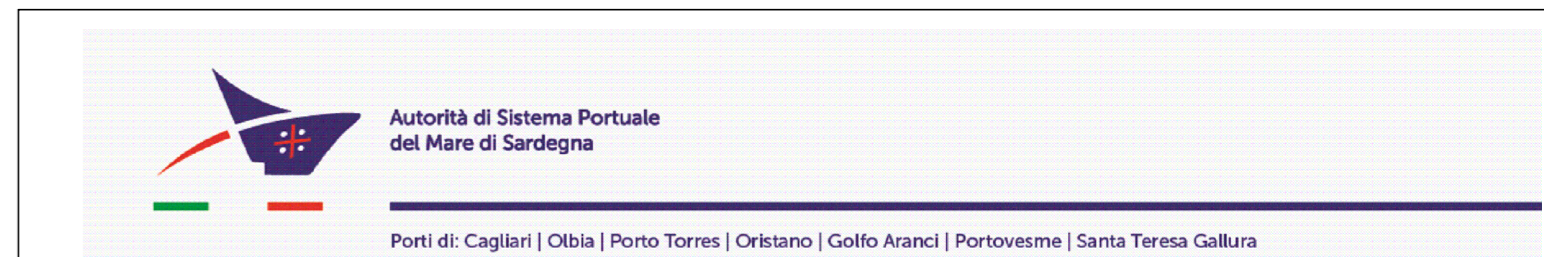 Autorità di Sistema Portuale
del Mare di Sardegna
Porti di: Cagliari | Olbia | Porto Torres | Oristano | Golfo Aranci | Portovesme | Santa Teresa Gallura